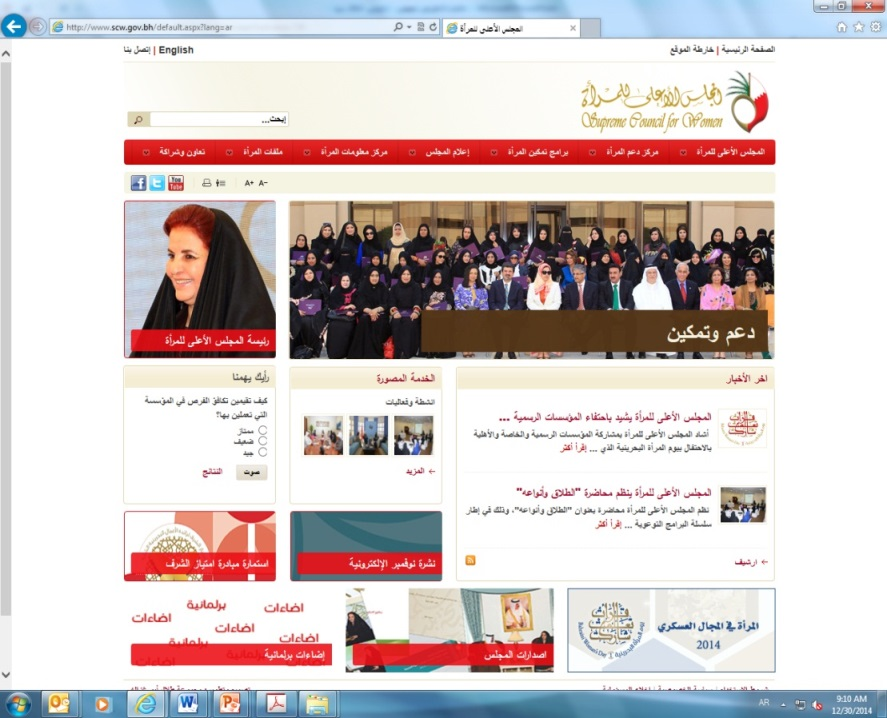 http://www.scw.gov.bh/default.aspx?lang=ar
المجلس الأعلى للمرأة
الصفحة الرئيسية | خارطة الموقع
English | إتصل بنا
المجلس الأعلى للمرأة
Supreme Council for Women
إبحث...
المجلس الأعلى للمرأة
مركز دعم المرأة
برامج تمكين المرأة
إعلام المجلس
مركز معلومات المرأة
ملفات المرأة
تعاون وشراكة
You Tube
A+ A-
دعم وتمكين
رئيسة المجلس الأعلى للمرأة
اخر الأخبار
المجلس الأعلى للمرأة يشيد باحتفاء المؤسسات الرسمية ...
أشاد المجلس الأعلى للمرأة بمشاركة المؤسسات الرسمية والخاصة والأهلية
بالاحتفال بيوم المرأة البحرينية الذي ... إقرأ أكثر
المجلس الأعلى للمرأة ينظم محاضرة "الطلاق وأنواعه"
نظم المجلس الأعلى للمرأة محاضرة بعنوان "الطلاق وأنواعه"، وذلك في إطار
سلسلة البرامج التوعوية ... إقرأ أكثر
ارشيف
الخدمة المصورة
انشطة وفعاليات
المزيد
رأيك يهمنا
كيف تقيمين تكافؤ الفرص في المؤسسة
التي تعملين بها؟
ممتاز
ضعيف
جيد
صوت
النتائج
نشرة نوفمبر الإلكترونية
استمارة مبادرة امتياز الشرف
المرأة في المجال العسكري
2014
اصدارات المجلس
اضاءات
برلمانية
اضاءات
اضاءات
برلمانية
اضاءات
إضاءات برلمانية
AR
9:10 AM
12/30/2014